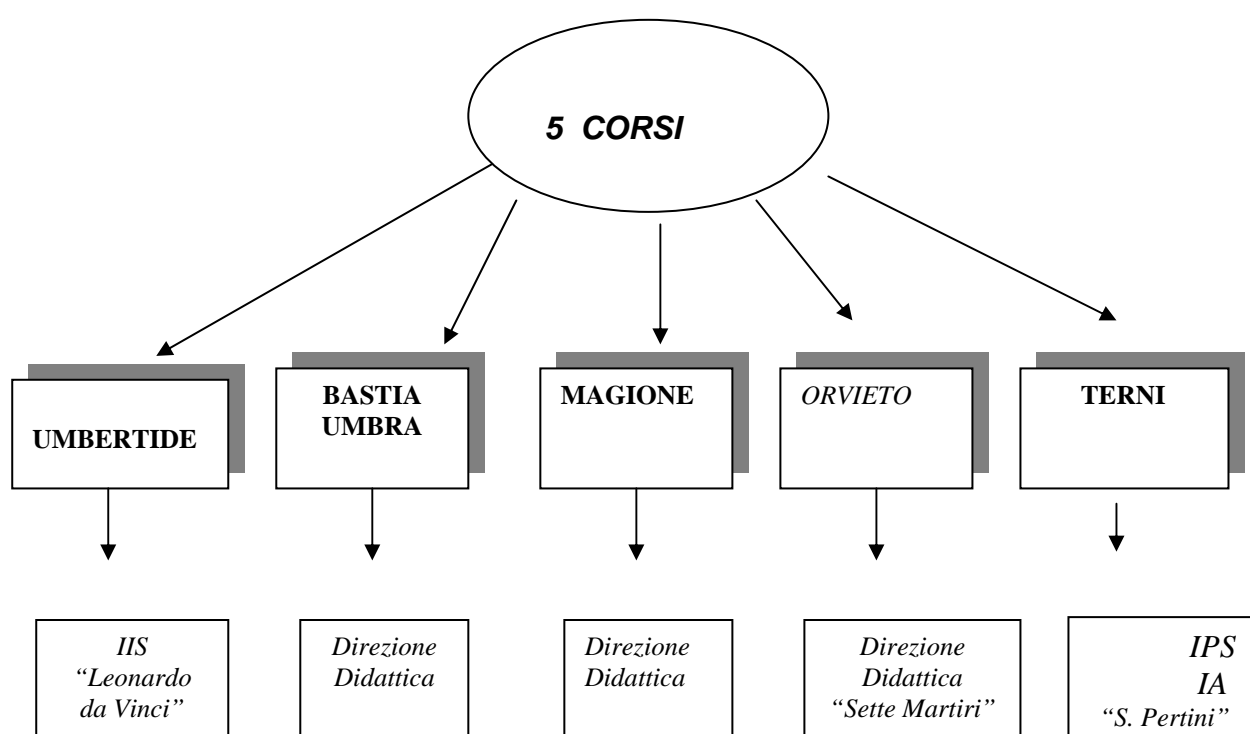 5 CORSI
UMBERTIDE
BASTIA
UMBRA
MAGIONE
ORVIETO
TERNI
IIS
“Leonardo
da Vinci”
Direzione
Didattica
Direzione
Didattica
Direzione
Didattica
“Sette Martiri”
IPS
IA
“S. Pertini”